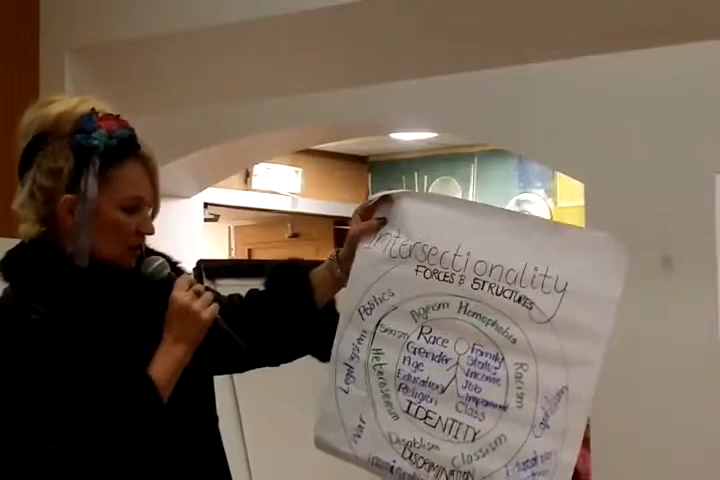 Intersectionality
FORCES & STRUCTURES
Politics
Legal system
War
Capitalism
Ageism
Homophobia
Sexism
Heterosexism
Racism
Disablism
Classism
DISCRIMINATION
Race
Gender
Age
Education
Religion
Family
Status
Income
Job
Impairment
Class
IDENTITY